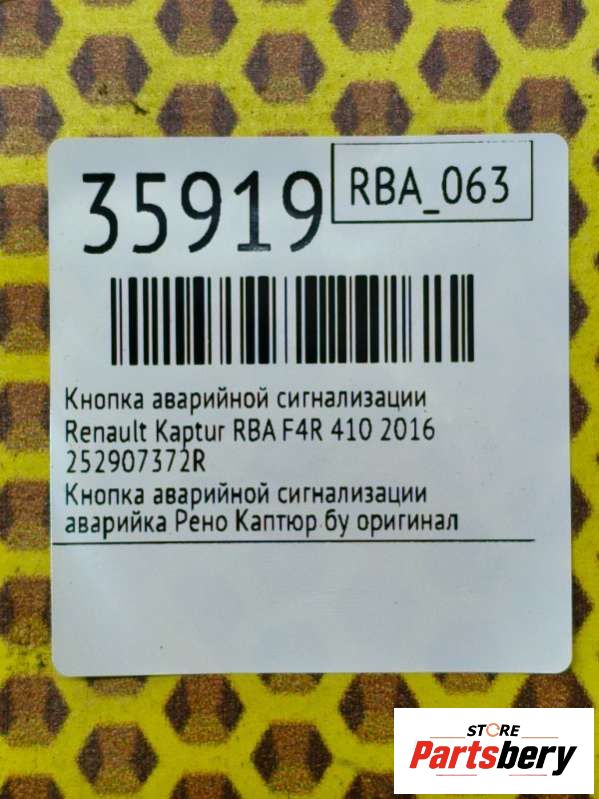 35919
RBA_063
Кнопка аварийной сигнализации
Renault Kaptur RBA F4R 410 2016
252907372R
Кнопка аварийной сигнализации
аварийка Рено Каптюр бу оригинал
STORE
Partsbery